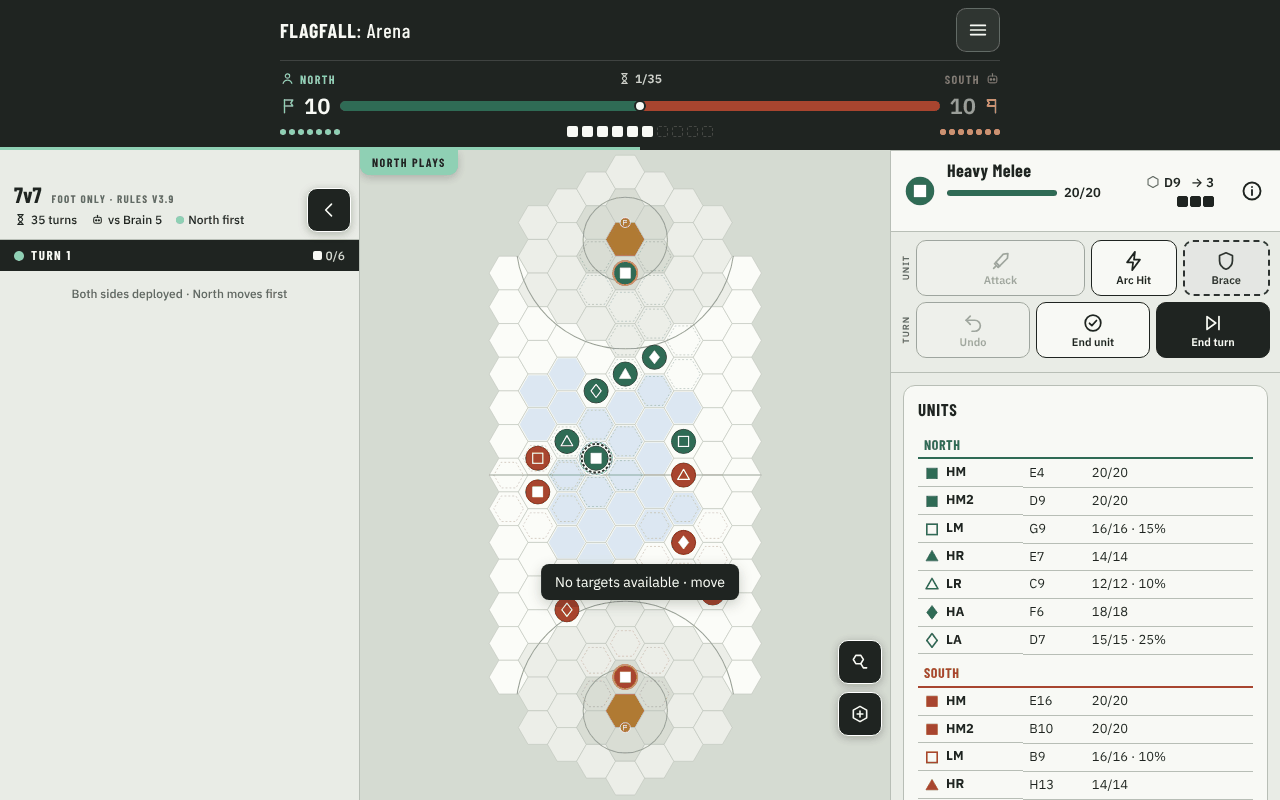 FLAGFALL: Arena
NORTH
1/35
SOUTH
10
10
NORTH PLAYS
7v7 FOOT ONLY · RULES V3.9
35 turns vs Brain 5 North first
TURN 1 0/6
Both sides deployed · North moves first
F
No targets available · move
F
Heavy Melee
20/20
D9 → 3
UNIT
Attack
Arc Hit
Brace
TURN
Undo
End unit
End turn
UNITS
NORTH
HM E4 20/20
HM2 D9 20/20
LM G9 16/16 · 15%
HR E7 14/14
LR C9 12/12 · 10%
HA F6 18/18
LA D7 15/15 · 25%
SOUTH
HM E16 20/20
HM2 B10 20/20
LM B9 16/16 · 10%
HR H13 14/14